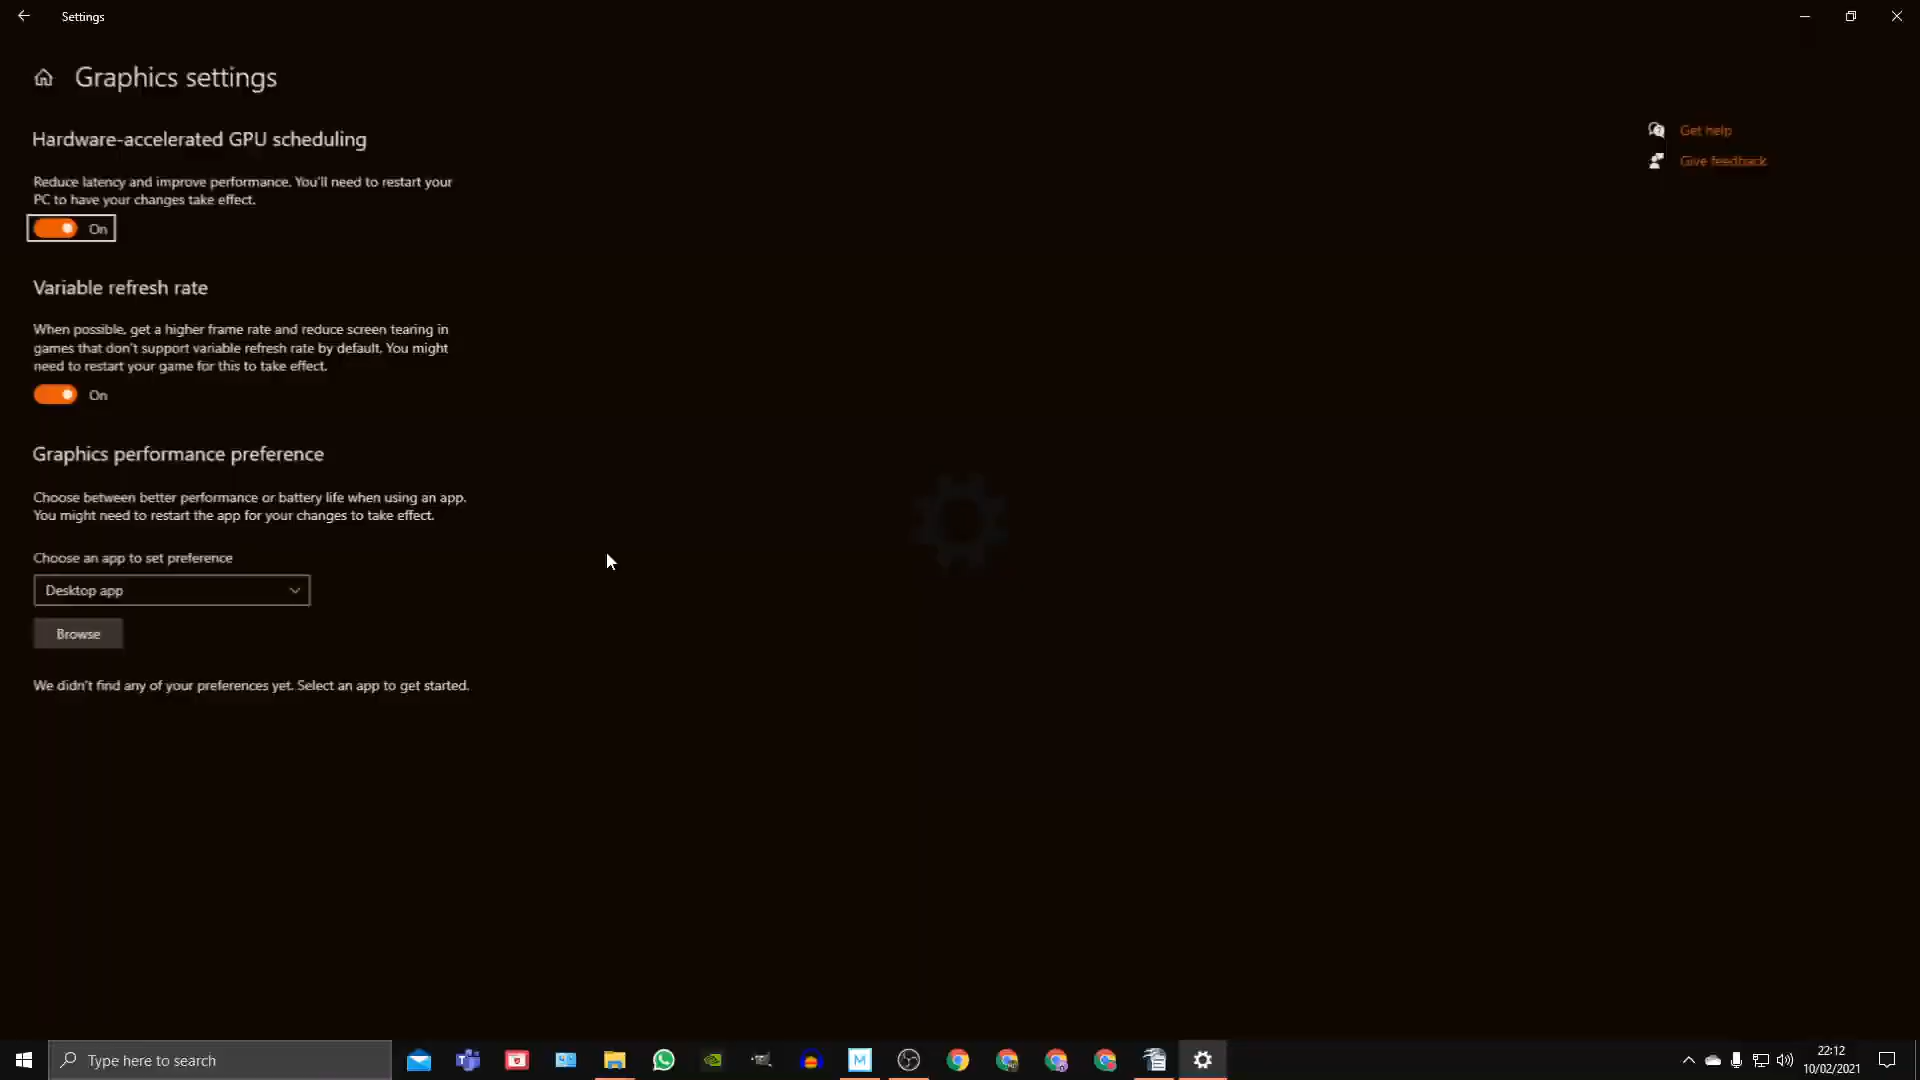 Settings
Graphics settings
Hardware-accelerated GPU scheduling
Reduce latency and improve performance. You'll need to restart your
PC to have your changes take effect.
On
Variable refresh rate
When possible, get a higher frame rate and reduce screen tearing in
games that don't support variable refresh rate by default. You might
need to restart your game for this to take effect.
On
Graphics performance preference
Choose between better performance or battery life when using an app.
You might need to restart the app for your changes to take effect.
Choose an app to set preference
Desktop app
Browse
We didn't find any of your preferences yet. Select an app to get started.
Get help
Give feedback
Type here to search
22:12
10/02/2021